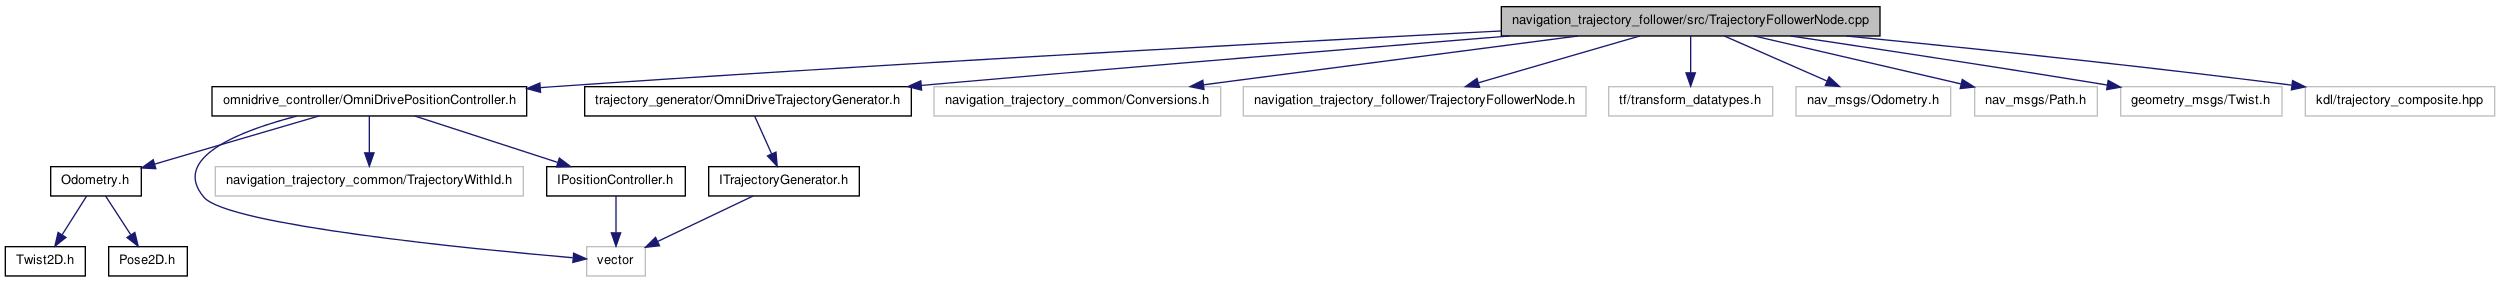 navigation_trajectory_follower/src/TrajectoryFollowerNode.cpp
omnidrive_controller/OmniDrivePositionController.h
trajectory_generator/OmniDriveTrajectoryGenerator.h
navigation_trajectory_common/Conversions.h
navigation_trajectory_follower/TrajectoryFollowerNode.h
tf/transform_datatypes.h
nav_msgs/Odometry.h
nav_msgs/Path.h
geometry_msgs/Twist.h
kdl/trajectory_composite.hpp
Odometry.h
navigation_trajectory_common/TrajectoryWithId.h
IPositionController.h
ITrajectoryGenerator.h
Twist2D.h
Pose2D.h
vector